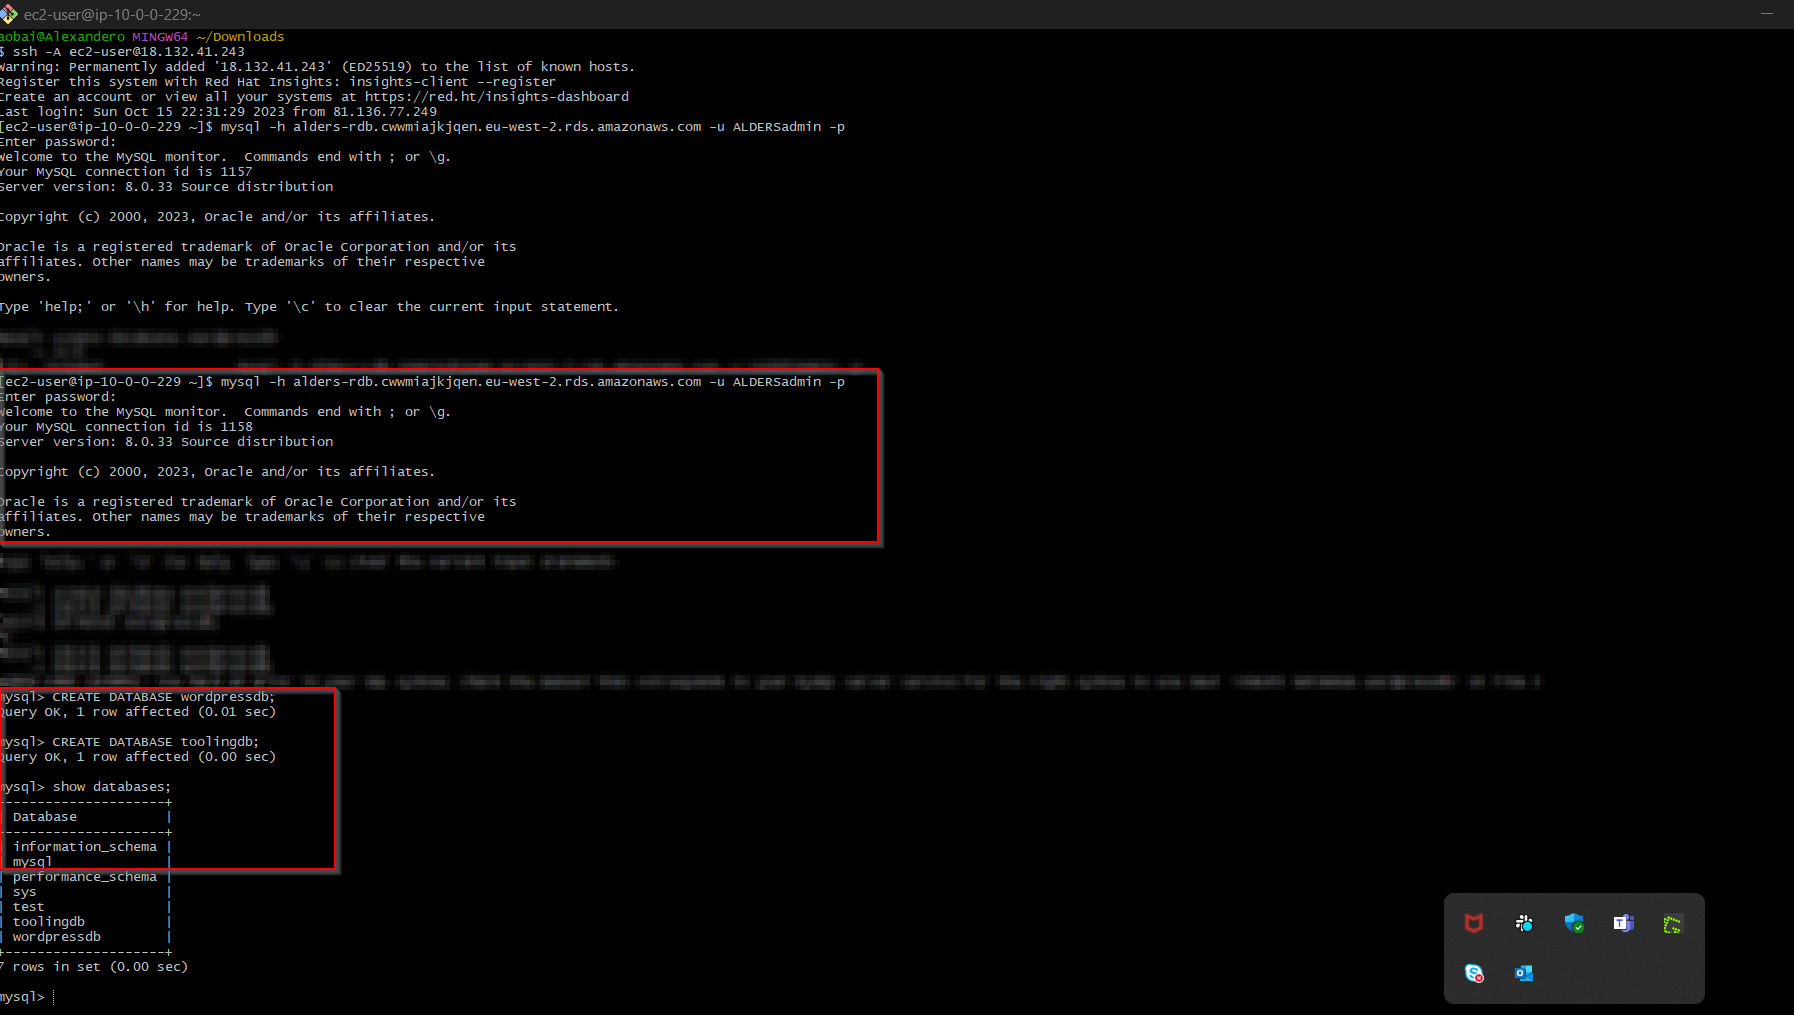 ec2-user@ip-10-0-0-229:~
aobai@Alexandero MINGW64 ~/Downloads
$ ssh -A ec2-user@18.132.41.243
Warning: Permanently added '18.132.41.243' (ED25519) to the list of known hosts.
Register this system with Red Hat Insights: insights-client --register
Create an account or view all your systems at https://red.ht/insights-dashboard
Last login: Sun Oct 15 22:31:29 2023 from 81.136.77.249
[ec2-user@ip-10-0-0-229 ~]$ mysql -h alders-rdb.cwwmiajkjqen.eu-west-2.rds.amazonaws.com -u ALDERSadmin -p
Enter password:
Welcome to the MySQL monitor.  Commands end with ; or \g.
Your MySQL connection id is 1157
Server version: 8.0.33 Source distribution
Copyright (c) 2000, 2023, Oracle and/or its affiliates.
Oracle is a registered trademark of Oracle Corporation and/or its
affiliates. Other names may be trademarks of their respective
owners.
Type 'help;' or '\h' for help. Type '\c' to clear the current input statement.
[ec2-user@ip-10-0-0-229 ~]$ mysql -h alders-rdb.cwwmiajkjqen.eu-west-2.rds.amazonaws.com -u ALDERSadmin -p
Enter password:
Welcome to the MySQL monitor.  Commands end with ; or \g.
Your MySQL connection id is 1158
Server version: 8.0.33 Source distribution
Copyright (c) 2000, 2023, Oracle and/or its affiliates.
Oracle is a registered trademark of Oracle Corporation and/or its
affiliates. Other names may be trademarks of their respective
owners.
mysql> CREATE DATABASE wordpressdb;
Query OK, 1 row affected (0.01 sec)
mysql> CREATE DATABASE toolingdb;
Query OK, 1 row affected (0.00 sec)
mysql> show databases;
+--------------------+
| Database           |
+--------------------+
| information_schema |
| mysql              |
| performance_schema |
| sys                |
| test               |
| toolingdb          |
| wordpressdb        |
+--------------------+
7 rows in set (0.00 sec)
mysql>